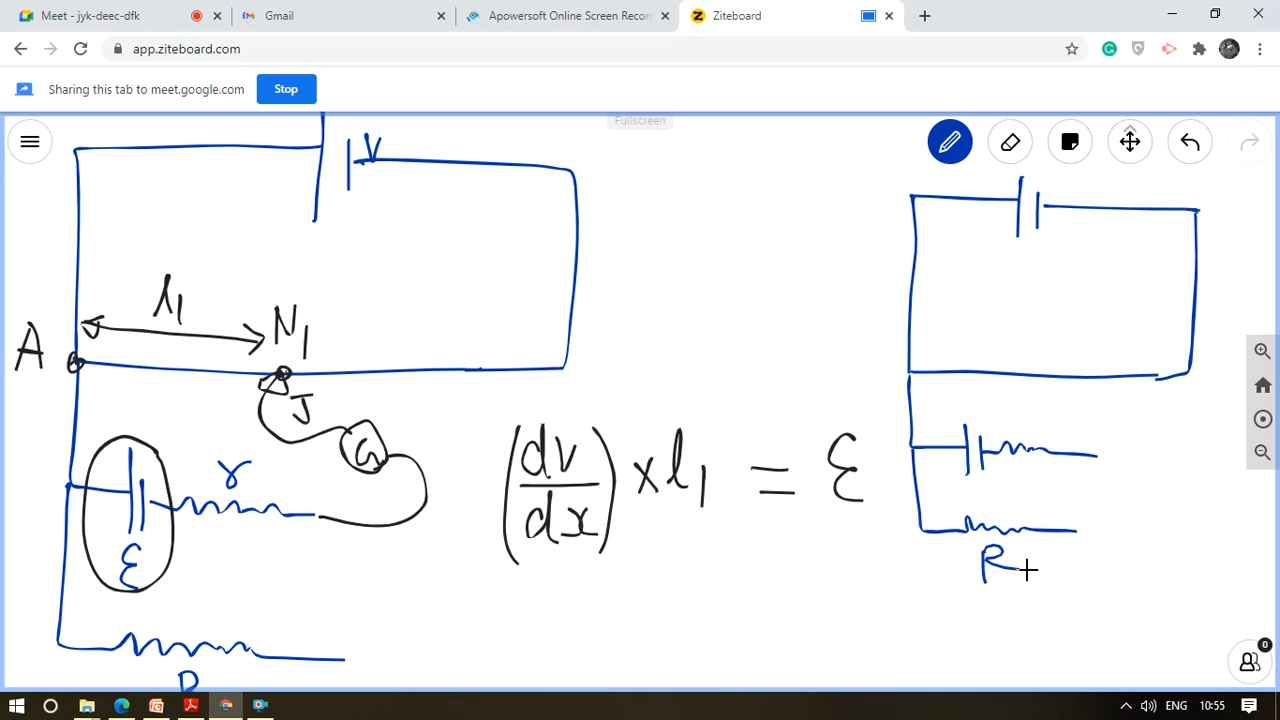 Meet - jyk-deec-dfk
Gmail
Apowersoft Online Screen Recor
Ziteboard
app.ziteboard.com
Sharing this tab to meet.google.com
Stop
Fullscreen
V
l1
N1
A
J
G
r
ε
(dv/dx) × l1 = ε
R
R
0
ENG
10:55